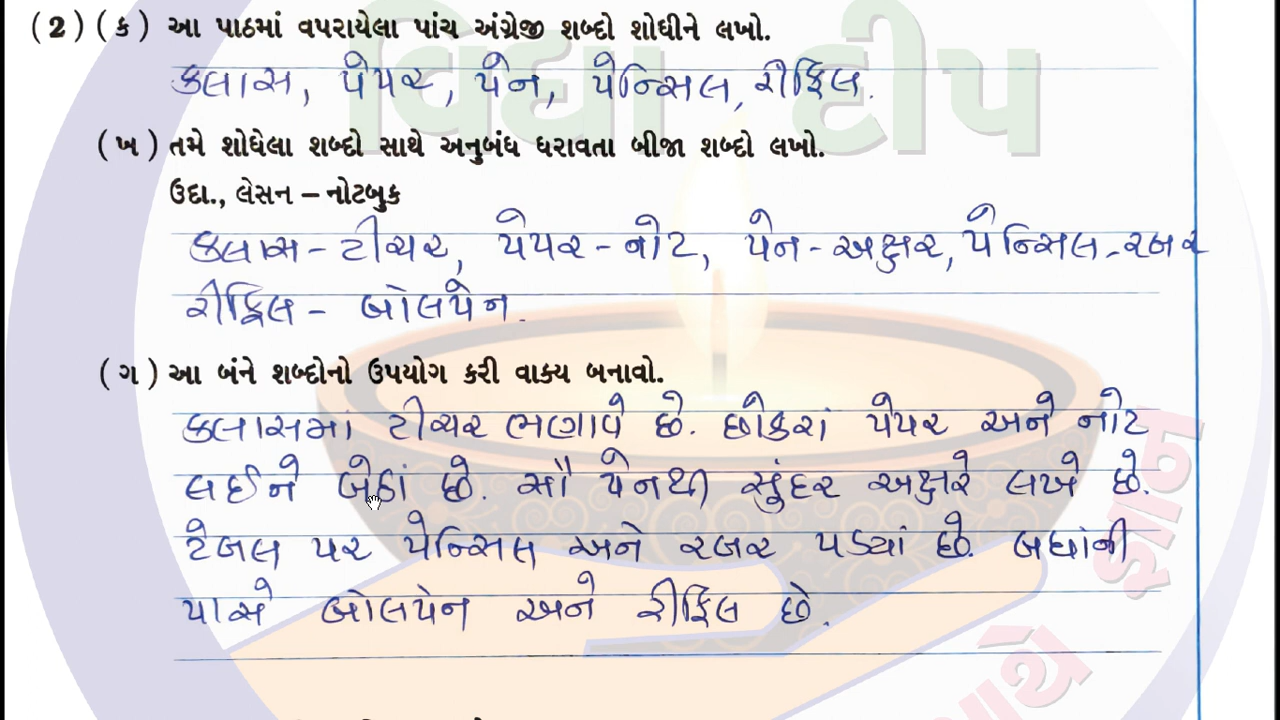 (2) (ક) આ પાઠમાં વપરાયેલા પાંચ અંગ્રેજી શબ્દો શોધીને લખો.
ક્લાસ, પેપર, પેન, પેન્સિલ, રીફિલ.
(ખ) તમે શોધેલા શબ્દો સાથે અનુબંધ ધરાવતા બીજા શબ્દો લખો.
ઉદા., લેસન – નોટબુક
ક્લાસ - ટીચર, પેપર - નોટ, પેન - અક્ષર, પેન્સિલ - રબર
રીફિલ - બોલપેન.
(ગ) આ બંને શબ્દોનો ઉપયોગ કરી વાક્ય બનાવો.
ક્લાસમાં ટીચર ભણાવે છે. છોકરાં પેપર અને નોટ
લઈને બેઠાં છે. સૌ પેનથી સુંદર અક્ષરે લખે છે.
ટેબલ પર પેન્સિલ અને રબર પડ્યાં છે. બધાંની
પાસે બોલપેન અને રીફિલ છે.
વિદ્યા દીપ